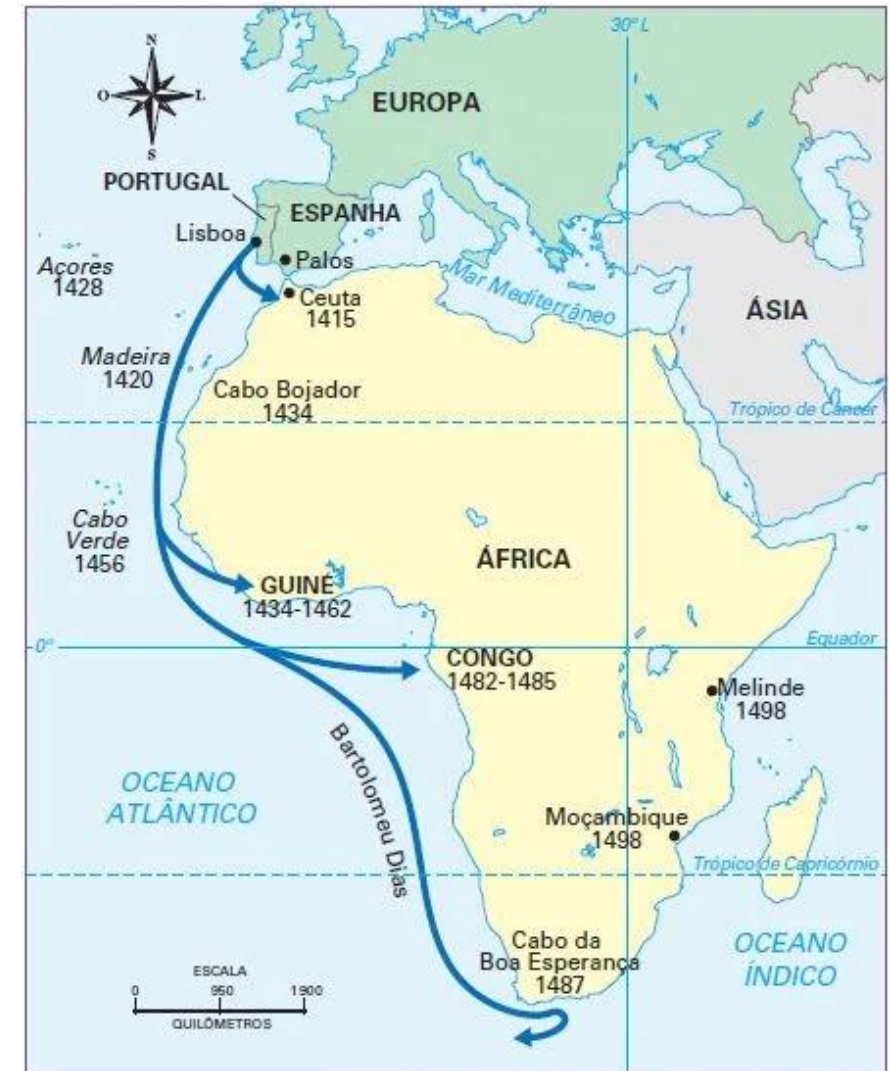 30° L
N
O
L
S
EUROPA
PORTUGAL
ESPANHA
Lisboa
Palos
Açores
1428
Ceuta
1415
Mar Mediterrâneo
ÁSIA
Madeira
1420
Cabo Bojador
1434
Trópico de Câncer
Cabo
Verde
1456
ÁFRICA
GUINÉ
1434-1462
0°
Equador
CONGO
1482-1485
Melinde
1498
Bartolomeu Dias
OCEANO
ATLÂNTICO
Moçambique
1498
Trópico de Capricórnio
Cabo da
Boa Esperança
1487
OCEANO
ÍNDICO
ESCALA
0 950 1900
QUILÔMETROS